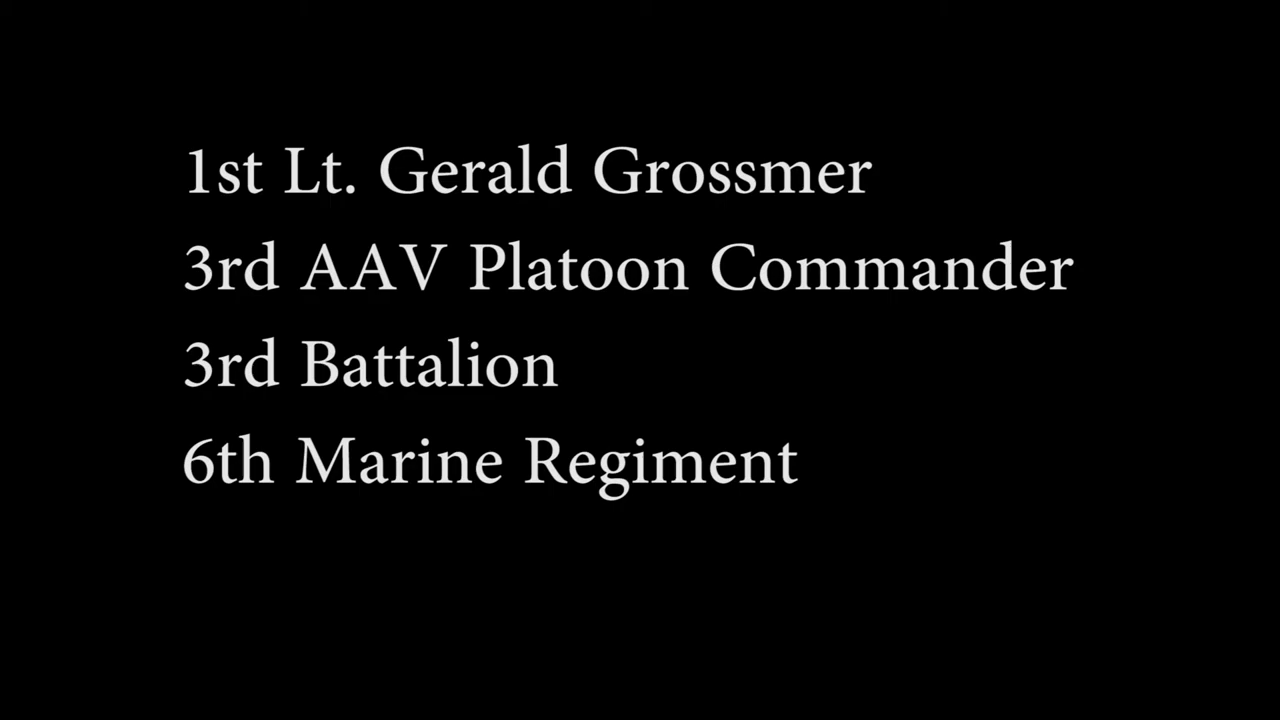 1st Lt. Gerald Grossmer
3rd AAV Platoon Commander
3rd Battalion
6th Marine Regiment